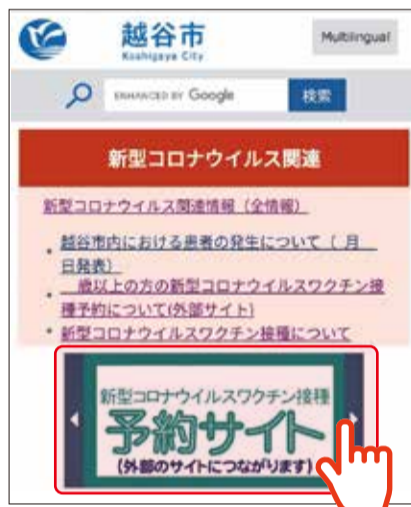 越谷市
Koshigaya City
Multilingual
ENHANCED BY Google
検索
新型コロナウイルス関連
新型コロナウイルス関連情報（全情報）
・ 越谷市内における患者の発生について（ 月
日発表）
・ 歳以上の方の新型コロナウイルスワクチン接
種予約について(外部サイト)
・ 新型コロナウイルスワクチン接種について
新型コロナウイルスワクチン接種
予約サイト
(外部のサイトにつながります)